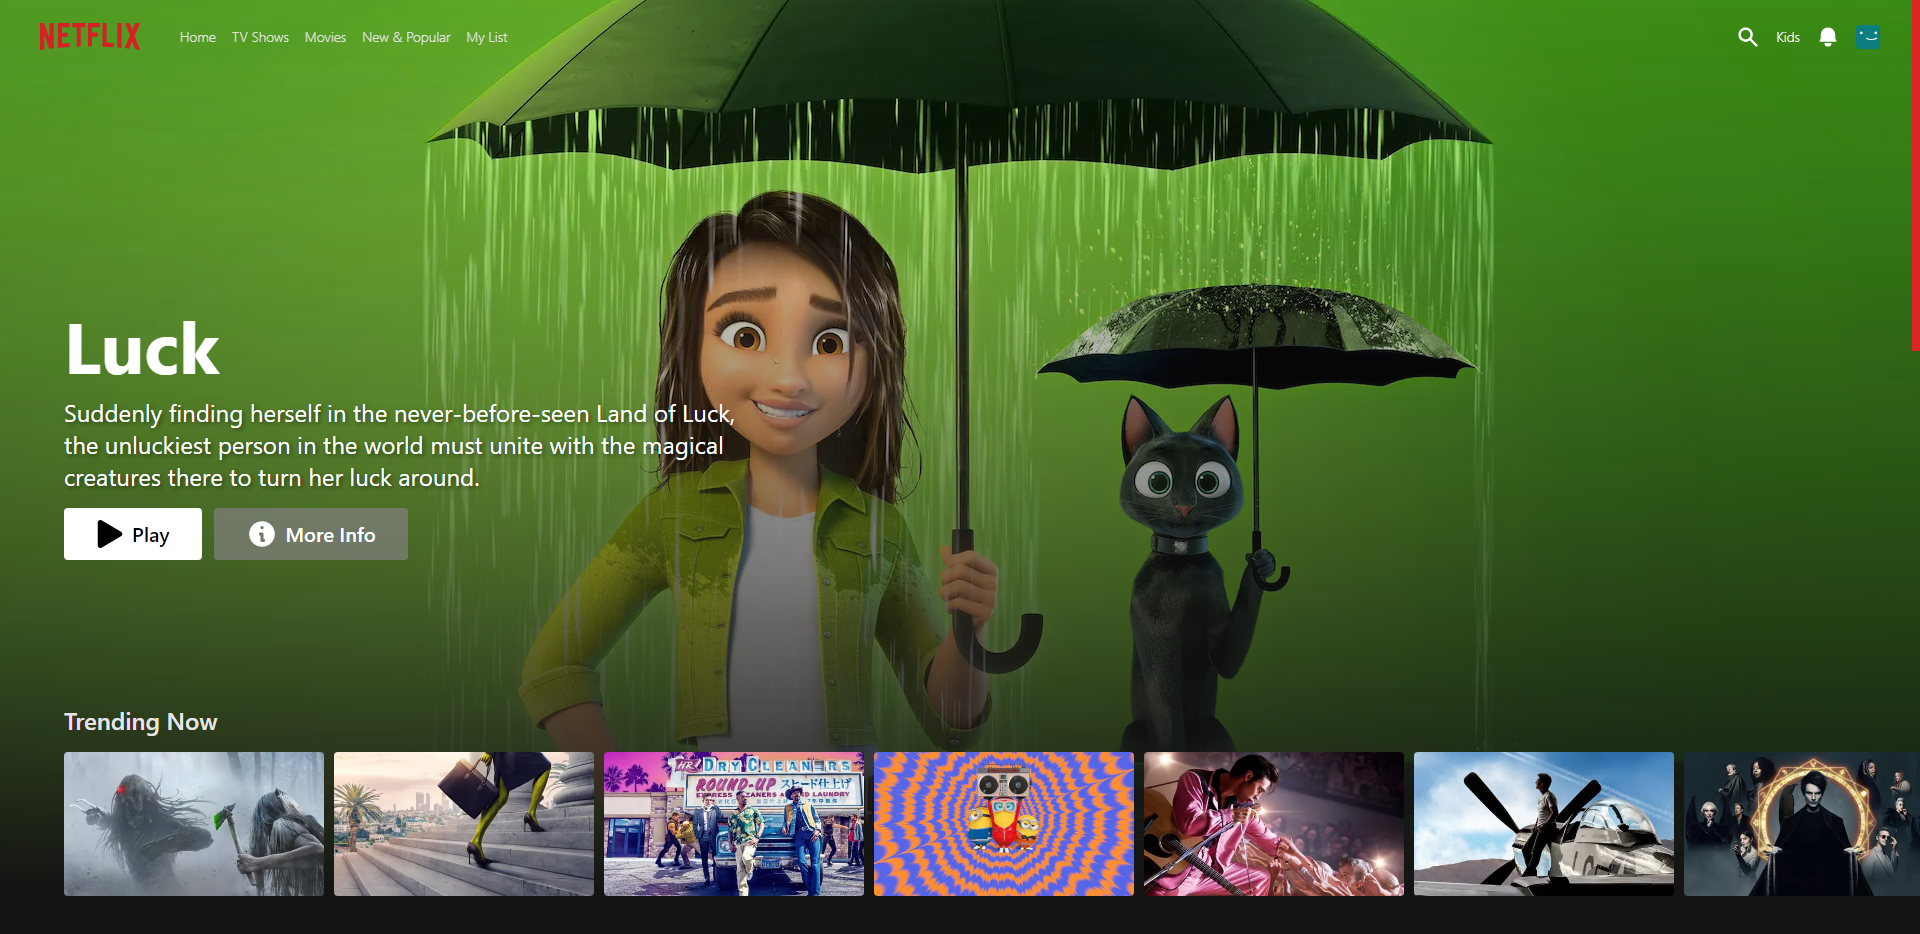 NETFLIX
Home
TV Shows
Movies
New & Popular
My List
Kids
Luck
Suddenly finding herself in the never-before-seen Land of Luck,
the unluckiest person in the world must unite with the magical
creatures there to turn her luck around.
Play
More Info
Trending Now
DRY CLEANERS
ROUND-UP